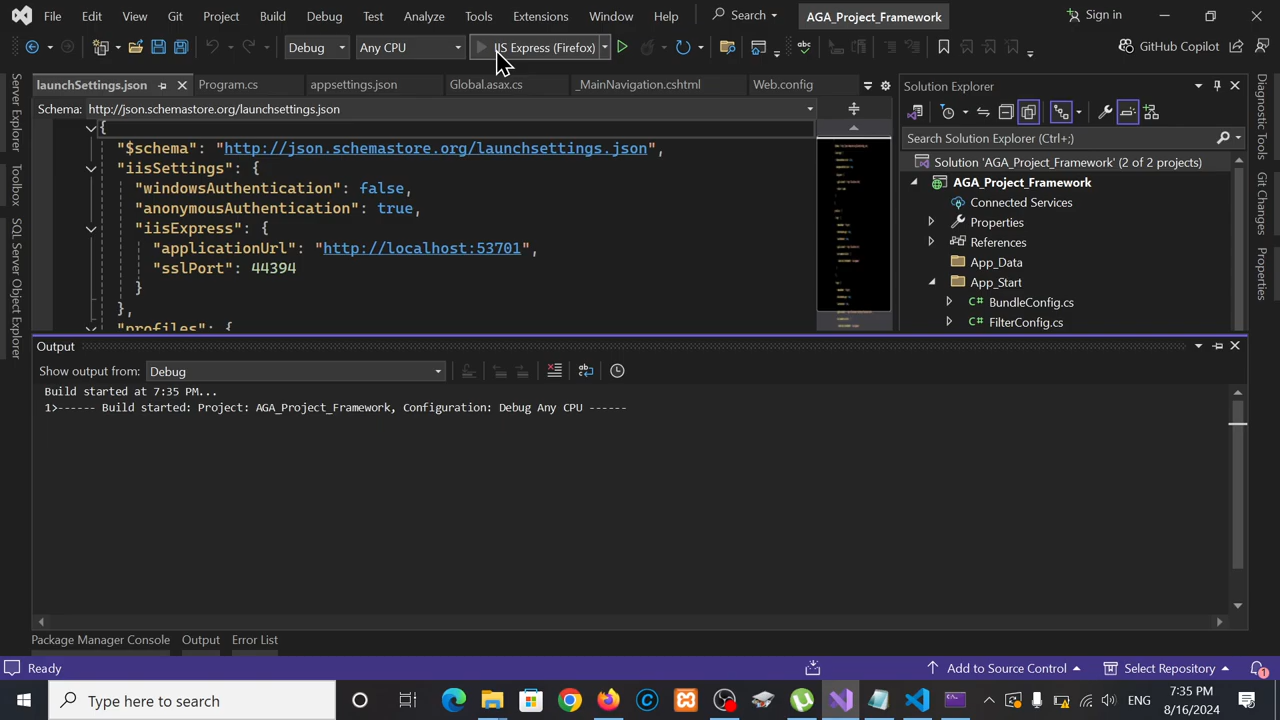 File Edit View Git Project Build Debug Test Analyze Tools Extensions Window Help Search AGA_Project_Framework Sign in
Debug Any CPU IIS Express (Firefox) GitHub Copilot
launchSettings.json Program.cs appsettings.json Global.asax.cs _MainNavigation.cshtml Web.config
Schema: http://json.schemastore.org/launchsettings.json
{
"$schema": "http://json.schemastore.org/launchsettings.json",
"iisSettings": {
"windowsAuthentication": false,
"anonymousAuthentication": true,
"iisExpress": {
"applicationUrl": "http://localhost:53701",
"sslPort": 44394
}
},
"profiles": {
Server Explorer
Toolbox
SQL Server Object Explorer
Solution Explorer
Search Solution Explorer (Ctrl+;)
Solution 'AGA_Project_Framework' (2 of 2 projects)
AGA_Project_Framework
Connected Services
Properties
References
App_Data
App_Start
BundleConfig.cs
FilterConfig.cs
Diagnostic Tools
Git Changes
Properties
Output
Show output from: Debug
Build started at 7:35 PM...
1>------ Build started: Project: AGA_Project_Framework, Configuration: Debug Any CPU ------
Package Manager Console Output Error List
Ready Add to Source Control Select Repository 1
Type here to search ENG 7:35 PM
8/16/2024